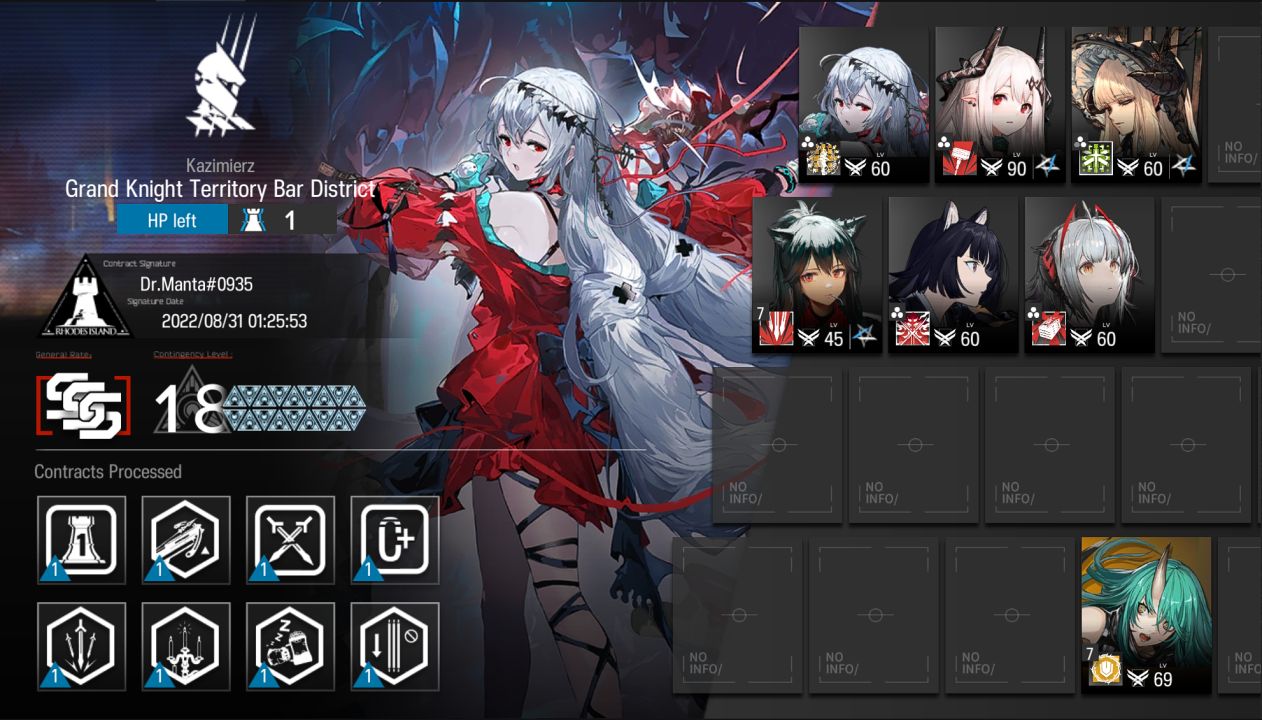 Kazimierz
Grand Knight Territory Bar District
HP left 1
Contract Signature
Dr.Manta#0935
Signature Date
2022/08/31 01:25:53
RHODES ISLAND
General Rate:
Contingency Level :
SSS
18
Contracts Processed
1
1
1
1
C+
1
1
1
1
Z
Z
1
LV
60
LV
90
LV
60
NO
INFO/
7
LV
45
LV
60
LV
60
NO
INFO/
NO
INFO/
NO
INFO/
NO
INFO/
NO
INFO/
NO
INFO/
NO
INFO/
NO
INFO/
7
LV
69
NO
INFO/